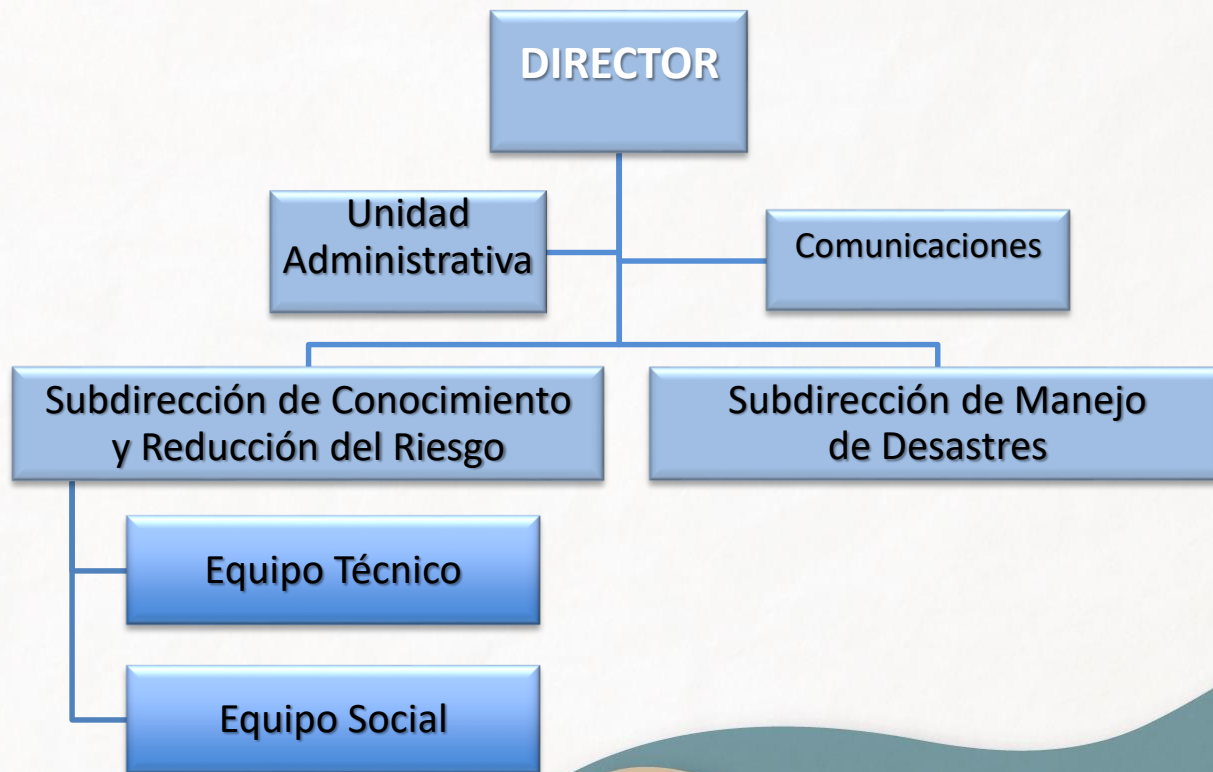 DIRECTOR
Unidad
Administrativa
Comunicaciones
Subdirección de Conocimiento
y Reducción del Riesgo
Subdirección de Manejo
de Desastres
Equipo Técnico
Equipo Social